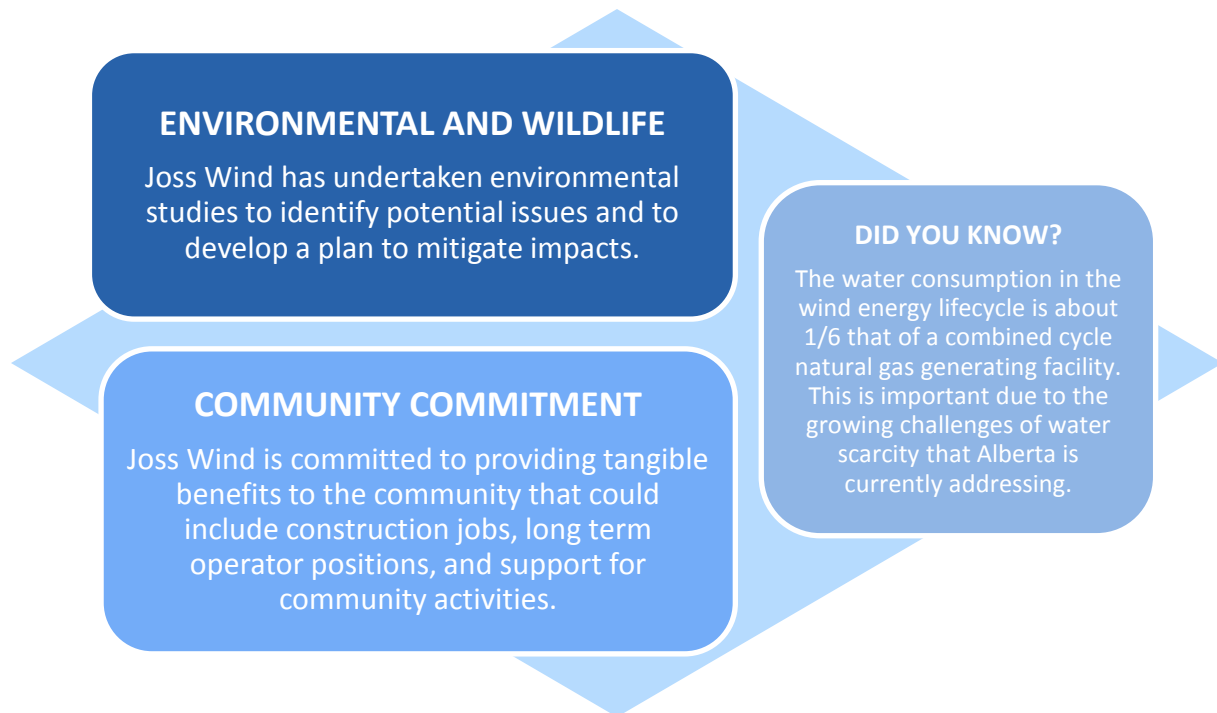 ENVIRONMENTAL AND WILDLIFE
Joss Wind has undertaken environmental
studies to identify potential issues and to
develop a plan to mitigate impacts.
COMMUNITY COMMITMENT
Joss Wind is committed to providing tangible
benefits to the community that could
include construction jobs, long term
operator positions, and support for
community activities.
DID YOU KNOW?
The water consumption in the
wind energy lifecycle is about
1/6 that of a combined cycle
natural gas generating facility.
This is important due to the
growing challenges of water
scarcity that Alberta is
currently addressing.